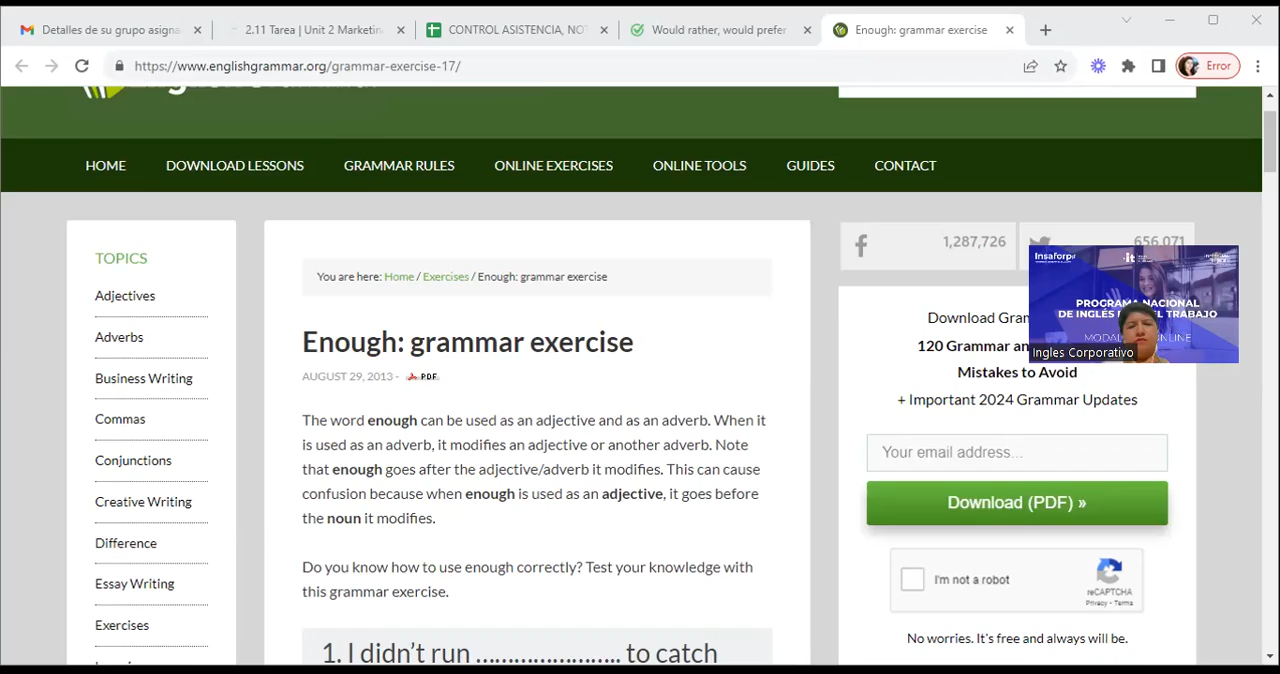 Detalles de su grupo asigna
2.11 Tarea | Unit 2 Marketin
CONTROL ASISTENCIA, NOT
Would rather, would prefer
Enough: grammar exercise
https://www.englishgrammar.org/grammar-exercise-17/
Error
HOME DOWNLOAD LESSONS GRAMMAR RULES ONLINE EXERCISES ONLINE TOOLS GUIDES CONTACT
TOPICS
Adjectives
Adverbs
Business Writing
Commas
Conjunctions
Creative Writing
Difference
Essay Writing
Exercises
You are here: Home / Exercises / Enough: grammar exercise
Enough: grammar exercise
AUGUST 29, 2013 - PDF
The word enough can be used as an adjective and as an adverb. When it
is used as an adverb, it modifies an adjective or another adverb. Note
that enough goes after the adjective/adverb it modifies. This can cause
confusion because when enough is used as an adjective, it goes before
the noun it modifies.
Do you know how to use enough correctly? Test your knowledge with
this grammar exercise.
1. I didn't run ………………….. to catch
1,287,726
656,071
Insaforp
it
PROGRAMA NACIONAL
DE INGLÉS
EL TRABAJO
Ingles Corporativo
Download Gra
120 Grammar an
Mistakes to Avoid
+ Important 2024 Grammar Updates
Your email address...
Download (PDF) »
I'm not a robot
reCAPTCHA
Privacy - Terms
No worries. It's free and always will be.